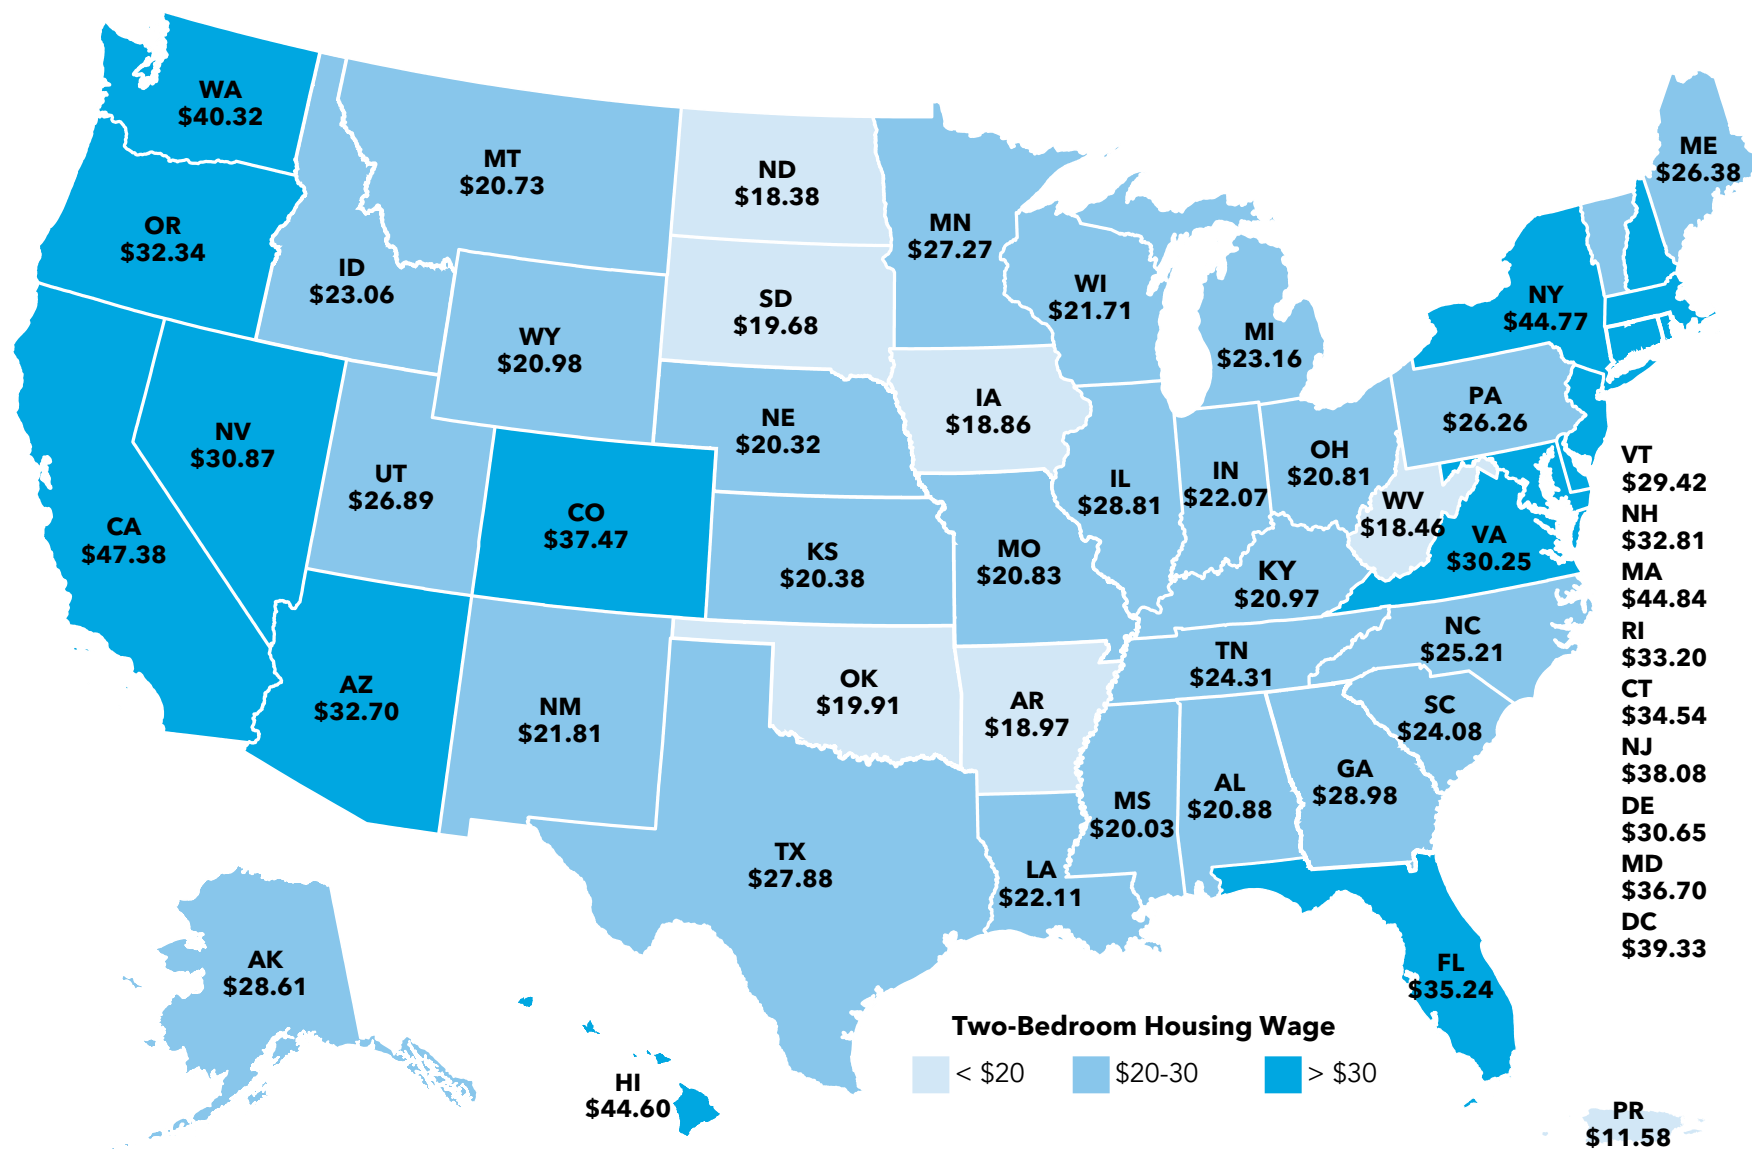 WA
$40.32
MT
$20.73
ND
$18.38
ME
$26.38
OR
$32.34
MN
$27.27
ID
$23.06
SD
$19.68
WI
$21.71
NY
$44.77
WY
$20.98
MI
$23.16
IA
$18.86
PA
$26.26
NE
$20.32
NV
$30.87
OH
$20.81
UT
$26.89
IL
$28.81
IN
$22.07
WV
$18.46
CO
$37.47
CA
$47.38
VA
$30.25
KS
$20.38
MO
$20.83
KY
$20.97
NC
$25.21
TN
$24.31
OK
$19.91
AZ
$32.70
NM
$21.81
AR
$18.97
SC
$24.08
GA
$28.98
MS
$20.03
AL
$20.88
TX
$27.88
LA
$22.11
VT
$29.42
NH
$32.81
MA
$44.84
RI
$33.20
CT
$34.54
NJ
$38.08
DE
$30.65
MD
$36.70
DC
$39.33
AK
$28.61
FL
$35.24
HI
$44.60
Two-Bedroom Housing Wage
< $20
$20-30
> $30
PR
$11.58